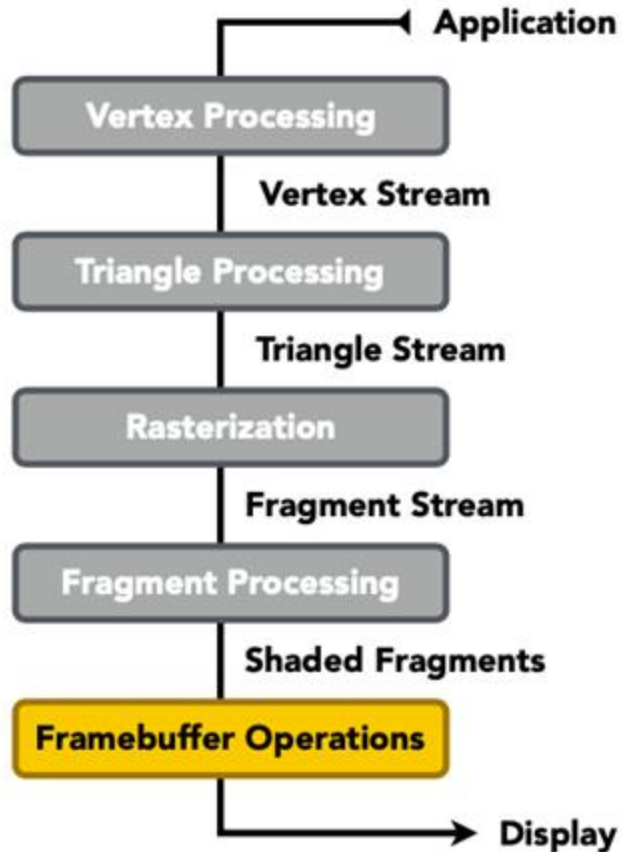 Application
Vertex Processing
Vertex Stream
Triangle Processing
Triangle Stream
Rasterization
Fragment Stream
Fragment Processing
Shaded Fragments
Framebuffer Operations
Display